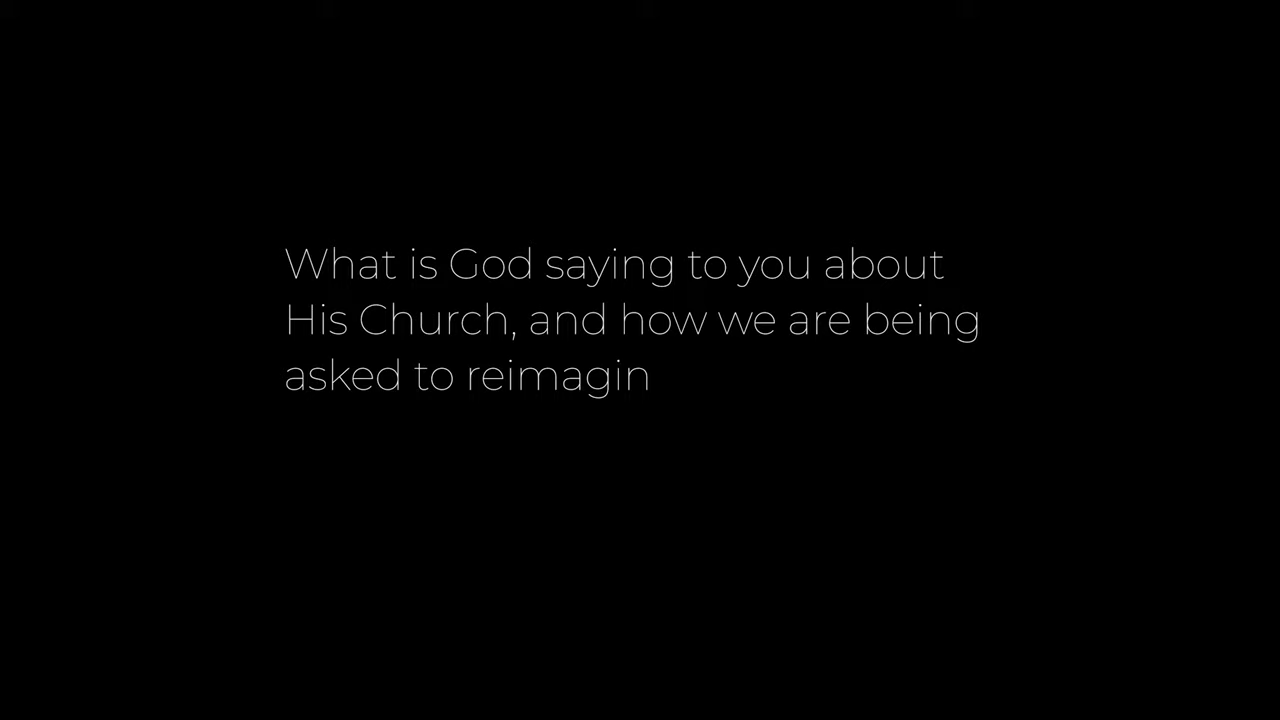 What is God saying to you about
His Church, and how we are being
asked to reimagin